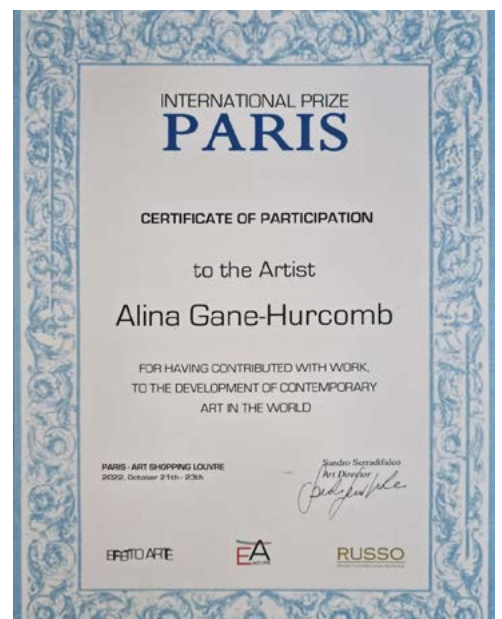 INTERNATIONAL PRIZE
PARIS
CERTIFICATE OF PARTICIPATION
to the Artist
Alina Gane-Hurcomb
FOR HAVING CONTRIBUTED WITH WORK,
TO THE DEVELOPMENT OF CONTEMPORARY
ART IN THE WORLD
PARIS - ART SHOPPING LOUVRE
2022, October 21th - 23th
Sandro Serradifalco
Art Director
EFFETTO ARTE
EA
RUSSO